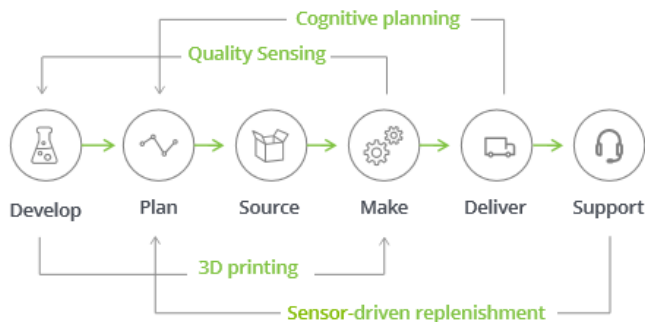 Cognitive planning
Quality Sensing
Develop
Plan
Source
Make
Deliver
Support
3D printing
Sensor-driven replenishment